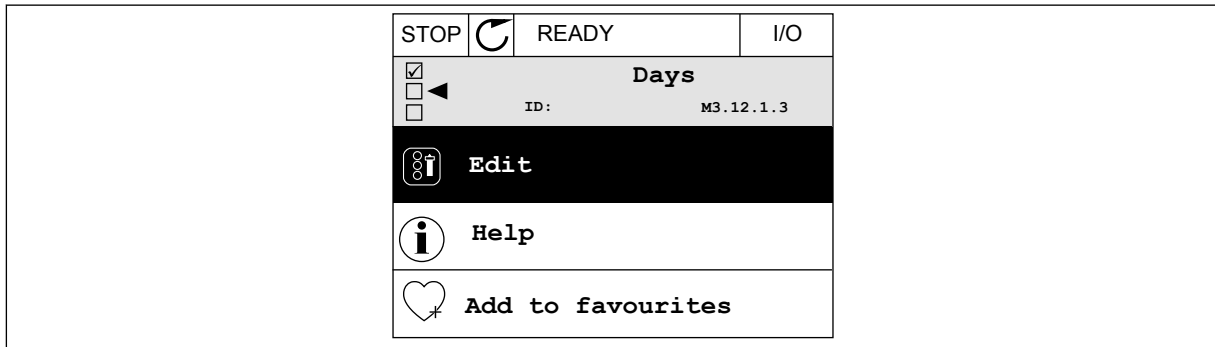 STOP READY I/O
Days
ID: M3.12.1.3
Edit
Help
Add to favourites